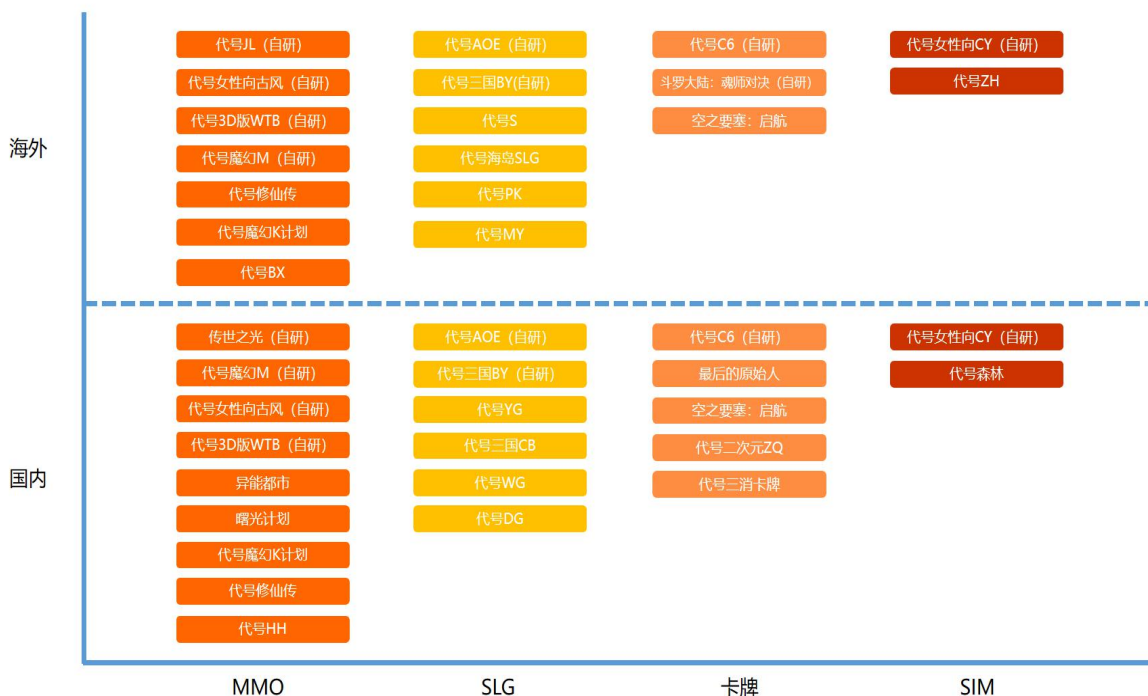 海外
代号JL（自研）
代号女性向古风（自研）
代号3D版WTB（自研）
代号魔幻M（自研）
代号修仙传
代号魔幻K计划
代号BX
代号AOE（自研）
代号三国BY(自研）
代号S
代号海岛SLG
代号PK
代号MY
代号C6（自研）
斗罗大陆：魂师对决（自研）
空之要塞：启航
代号女性向CY（自研）
代号ZH
国内
传世之光（自研）
代号魔幻M（自研）
代号女性向古风（自研）
代号3D版WTB（自研）
异能都市
曙光计划
代号魔幻K计划
代号修仙传
代号HH
代号AOE（自研）
代号三国BY（自研）
代号YG
代号三国CB
代号WG
代号DG
代号C6（自研）
最后的原始人
空之要塞：启航
代号二次元ZQ
代号三消卡牌
代号女性向CY（自研）
代号森林
MMO
SLG
卡牌
SIM